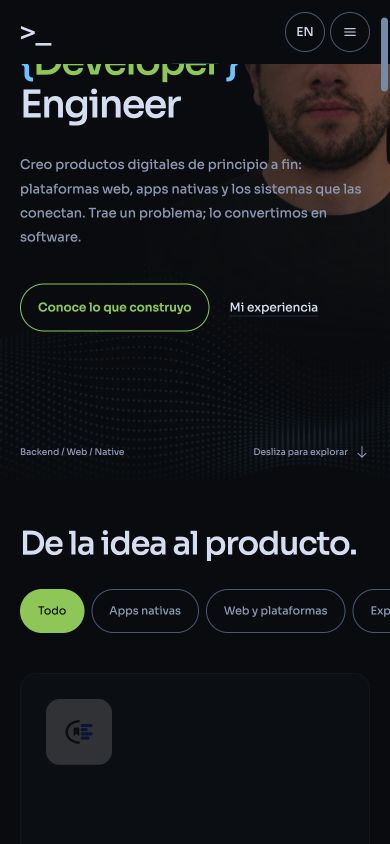 >_
EN
{Developer}
Engineer
Creo productos digitales de principio a fin:
plataformas web, apps nativas y los sistemas que las
conectan. Trae un problema; lo convertimos en
software.
Conoce lo que construyo
Mi experiencia
Backend / Web / Native
Desliza para explorar ↓
De la idea al producto.
Todo
Apps nativas
Web y plataformas
Exp